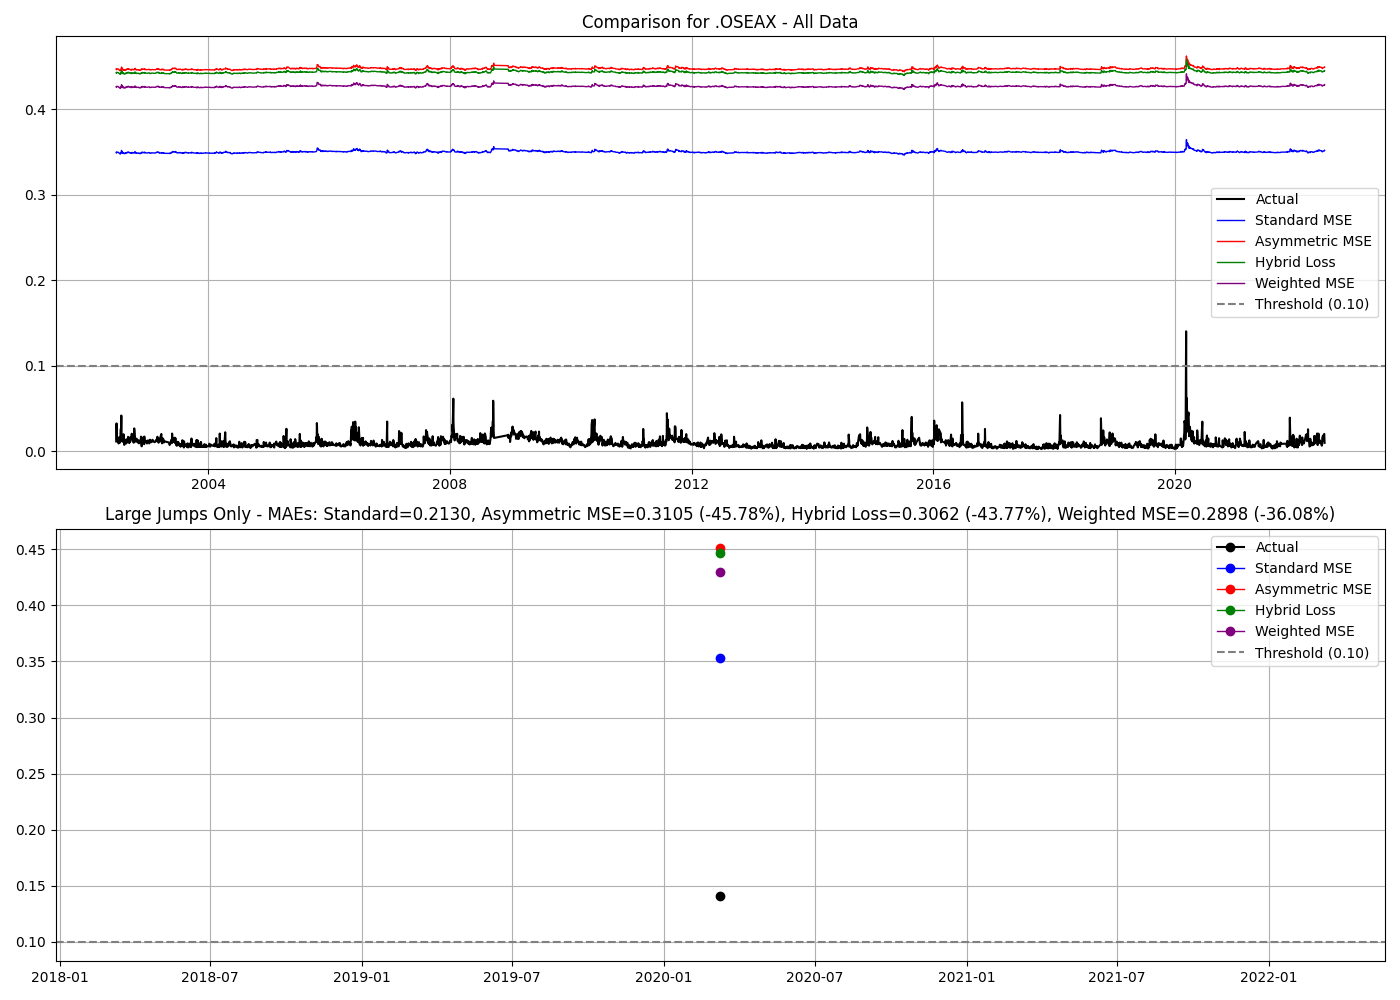 Comparison for .OSEAX - All Data
0.4
0.3
0.2
0.1
0.0
Actual
Standard MSE
Asymmetric MSE
Hybrid Loss
Weighted MSE
Threshold (0.10)
2004 2008 2012 2016 2020
Large Jumps Only - MAEs: Standard=0.2130, Asymmetric MSE=0.3105 (-45.78%), Hybrid Loss=0.3062 (-43.77%), Weighted MSE=0.2898 (-36.08%)
0.45
0.40
0.35
0.30
0.25
0.20
0.15
0.10
Actual
Standard MSE
Asymmetric MSE
Hybrid Loss
Weighted MSE
Threshold (0.10)
2018-01 2018-07 2019-01 2019-07 2020-01 2020-07 2021-01 2021-07 2022-01